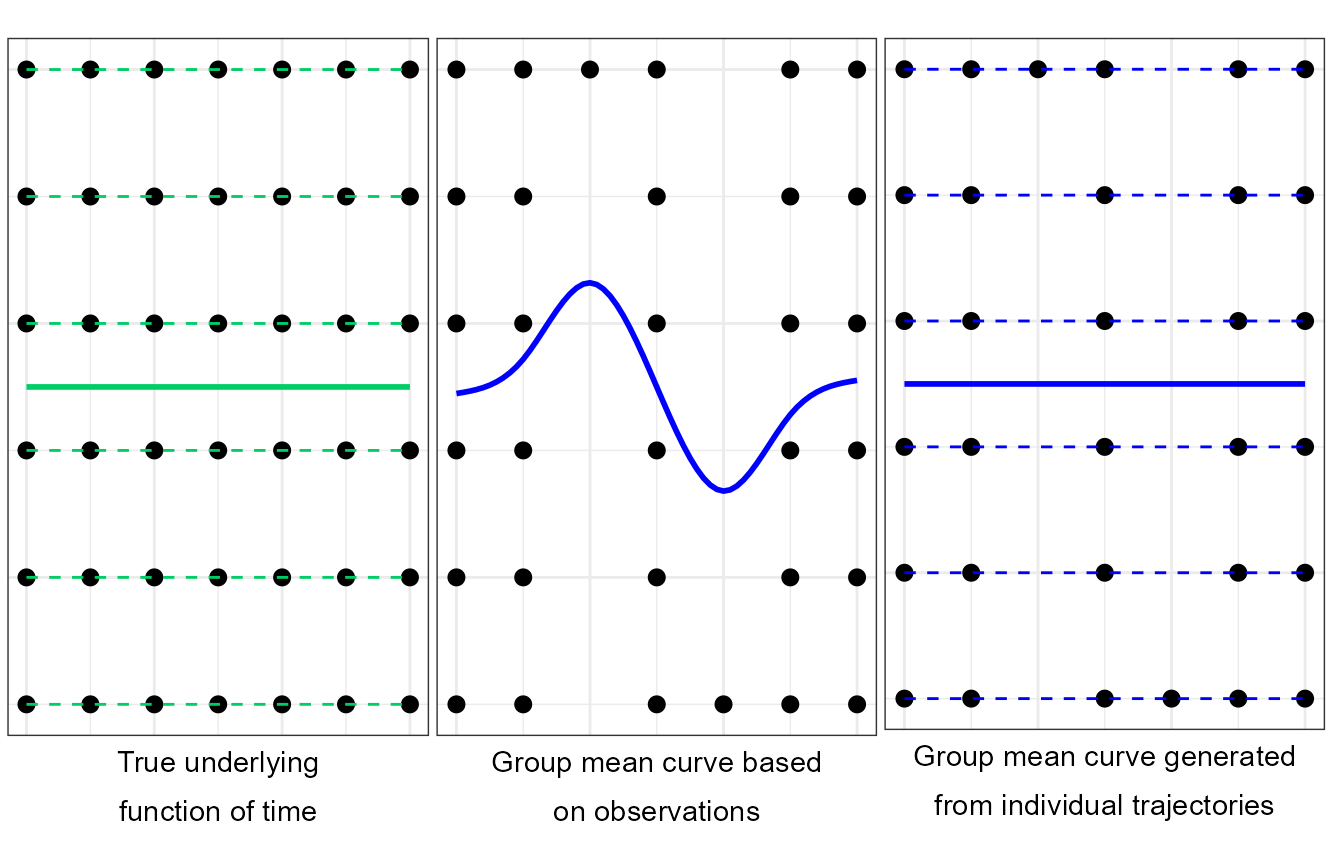 True underlying
function of time
Group mean curve based
on observations
Group mean curve generated
from individual trajectories